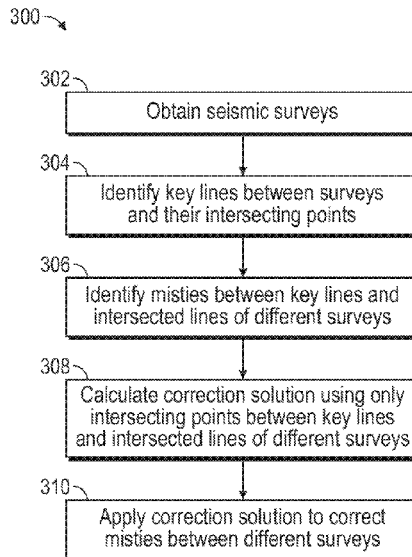 300
302
Obtain seismic surveys
304
Identify key lines between surveys
and their intersecting points
306
Identify misties between key lines and
intersected lines of different surveys
308
Calculate correction solution using only
intersecting points between key lines
and intersected lines of different surveys
310
Apply correction solution to correct
misties between different surveys